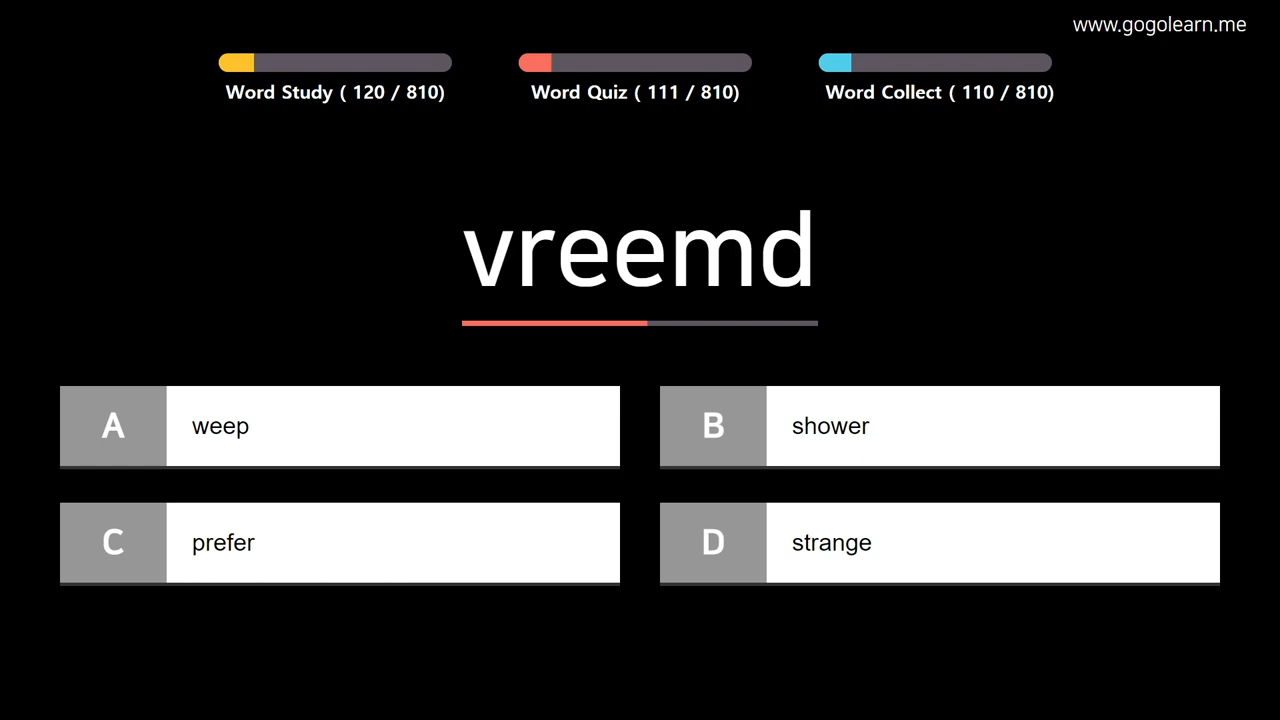 www.gogolearn.me
Word Study ( 120 / 810)
Word Quiz ( 111 / 810)
Word Collect ( 110 / 810)
vreemd
A weep
B shower
C prefer
D strange